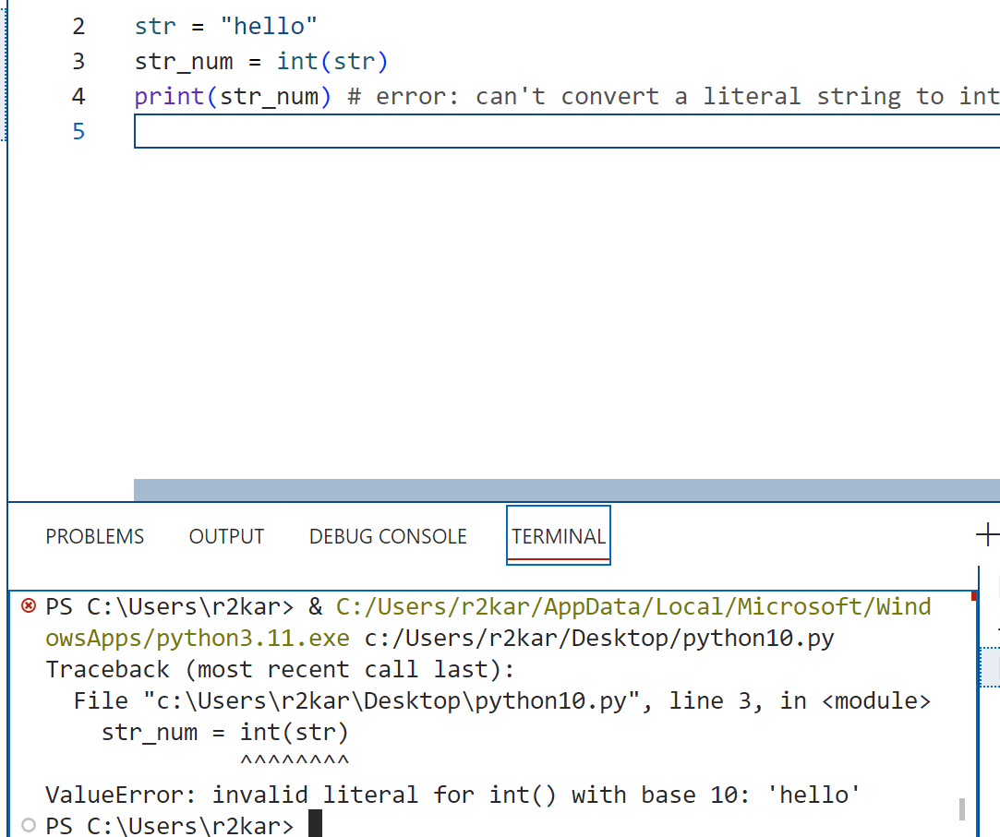 2 str = "hello"
3 str_num = int(str)
4 print(str_num) # error: can't convert a literal string to int
5
PROBLEMS OUTPUT DEBUG CONSOLE TERMINAL
PS C:\Users\r2kar> & C:/Users/r2kar/AppData/Local/Microsoft/Wind
owsApps/python3.11.exe c:/Users/r2kar/Desktop/python10.py
Traceback (most recent call last):
  File "c:\Users\r2kar\Desktop\python10.py", line 3, in <module>
    str_num = int(str)
              ^^^^^^^^
ValueError: invalid literal for int() with base 10: 'hello'
PS C:\Users\r2kar>